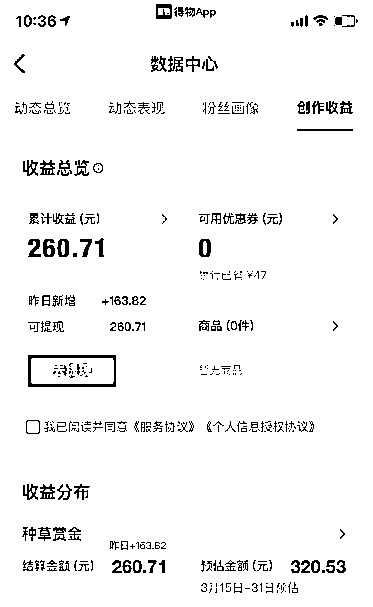 得物App
10:36
数据中心
动态总览 动态表现 粉丝画像 创作收益
收益总览
累计收益 (元) 可用优惠券 (元)
260.71 0
¥47
昨日新增 +163.82
可提现 260.71 商品 (0件)
暂无商品
我已阅读并同意《服务协议》《个人信息授权协议》
收益分布
种草赏金
昨日+163.82
结算金额 (元) 260.71 预估金额 (元) 320.53
3月15日-31日预估